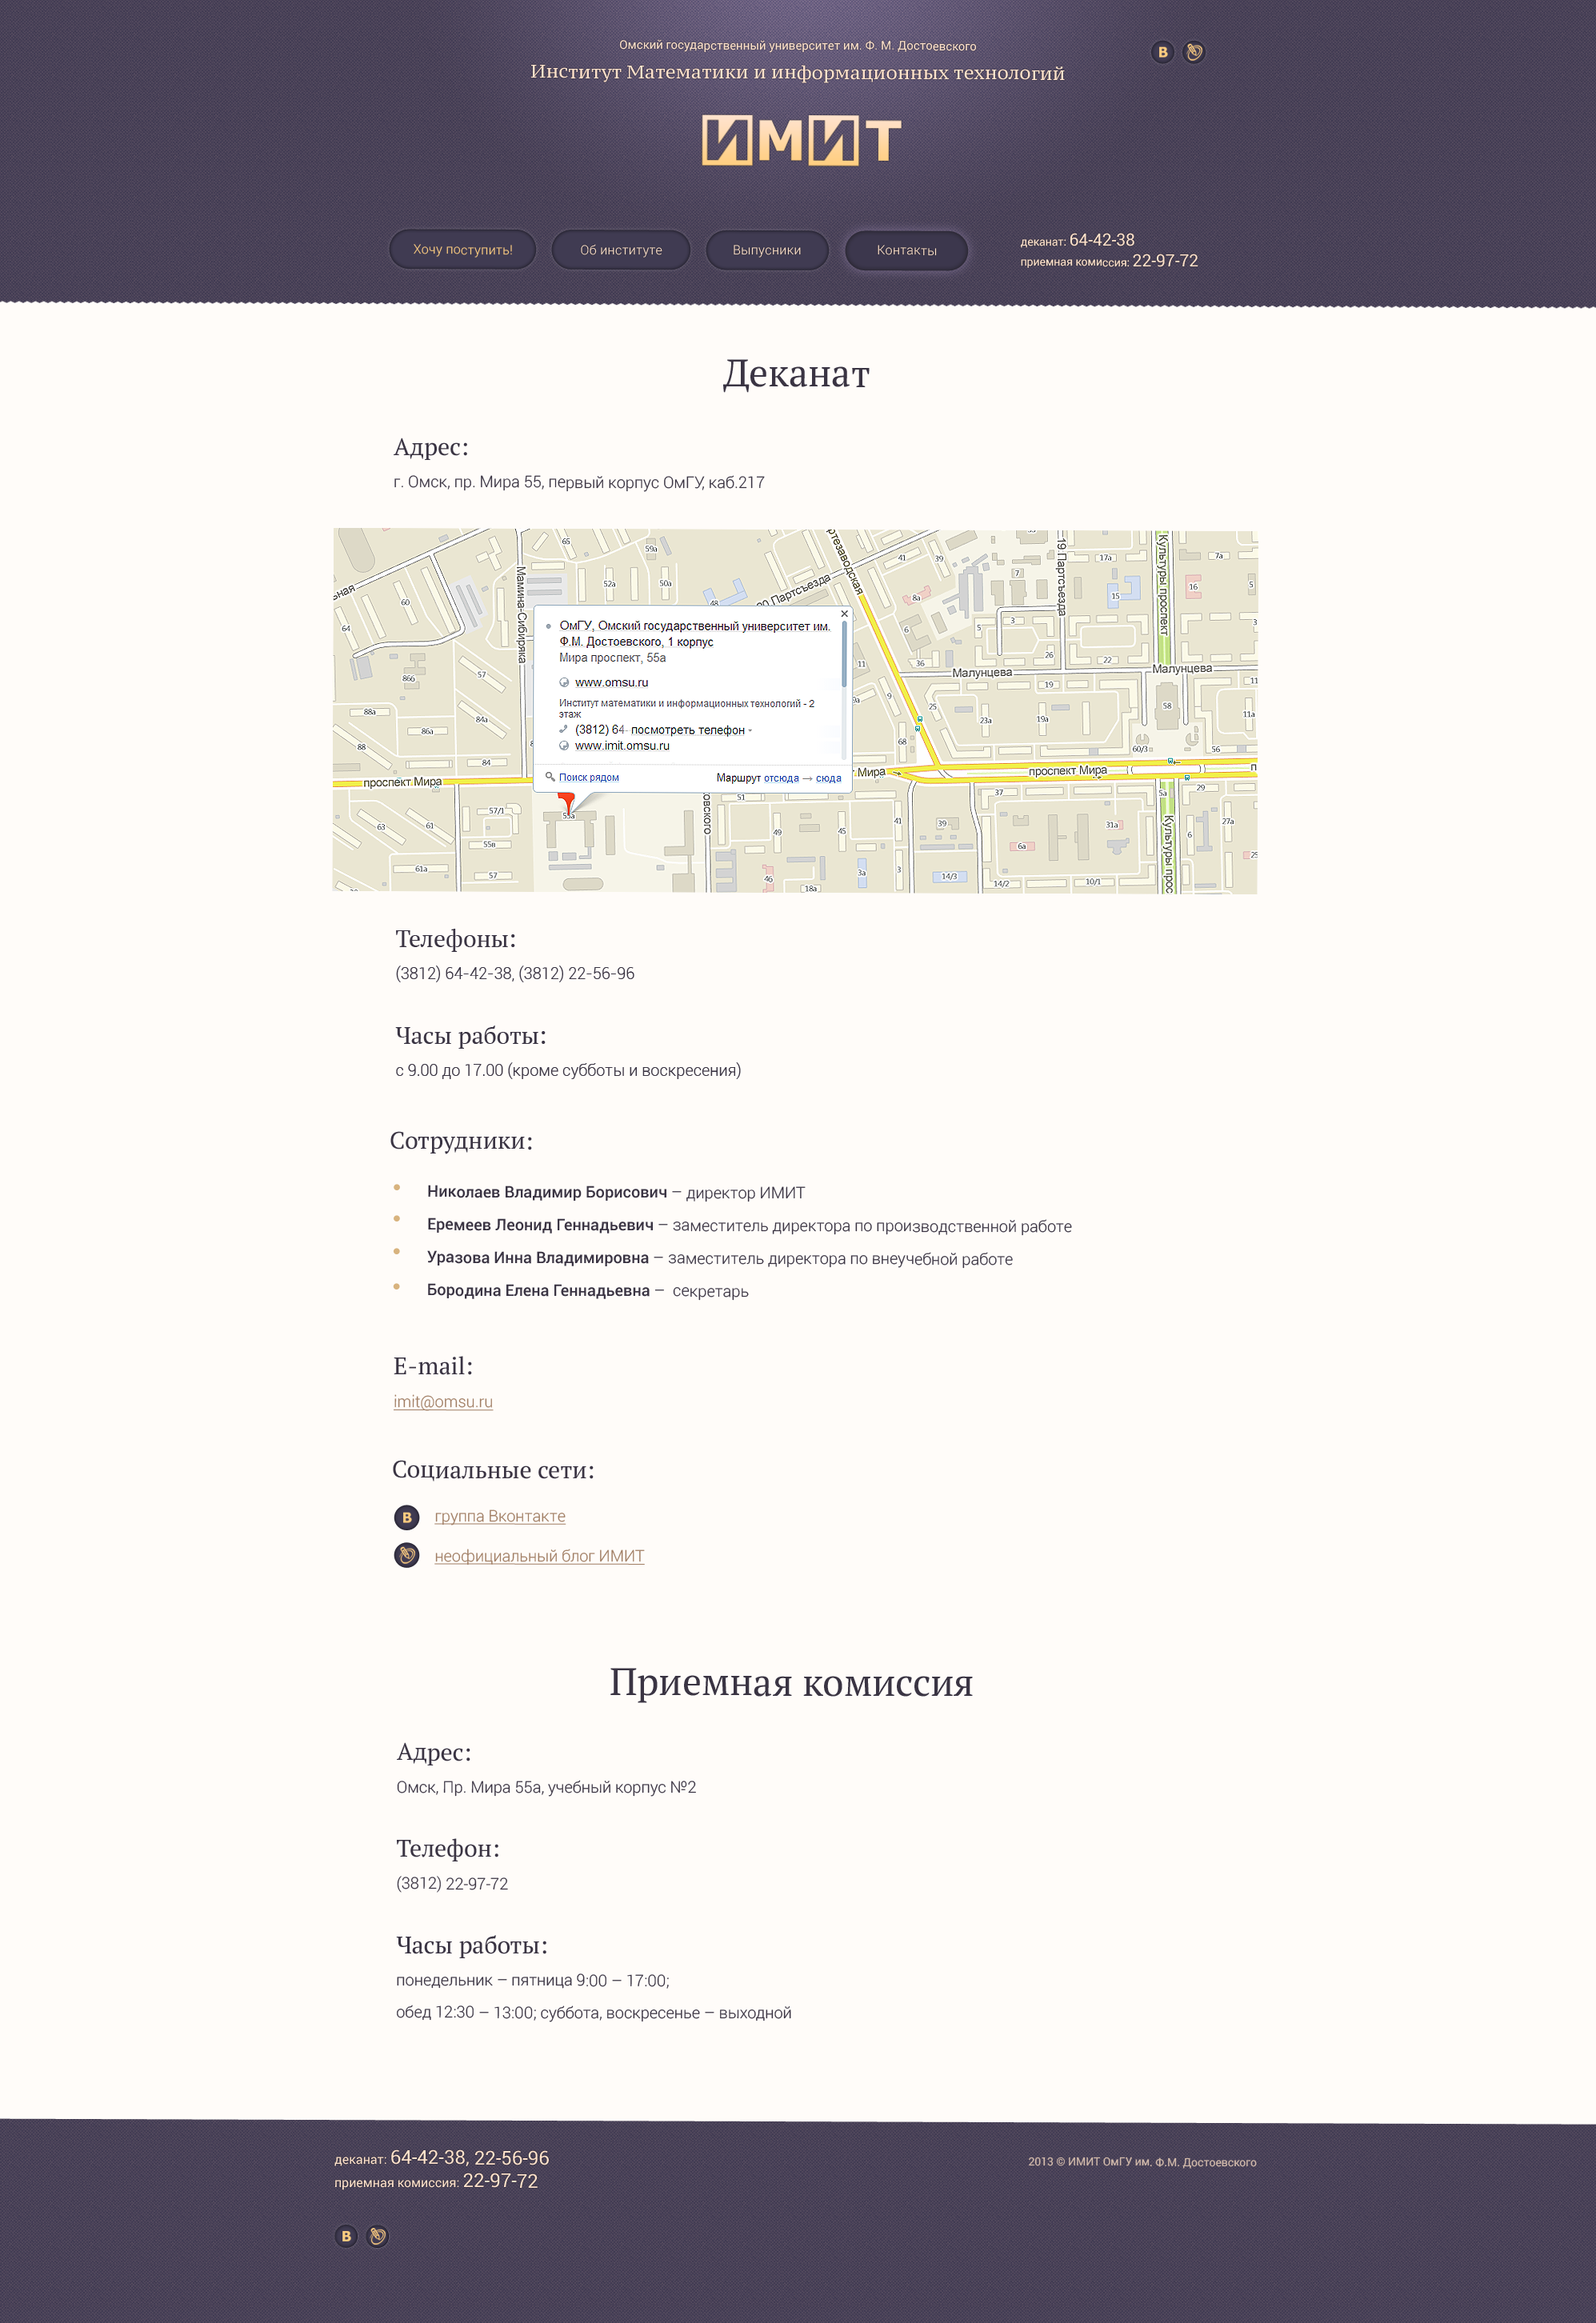 Омский государственный университет им. Ф. М. Достоевского
Институт Математики и информационных технологий
В
ИМИТ
Хочу поступить!
Об институте
Выпусники
Контакты
деканат: 64-42-38
приемная комиссия: 22-97-72
Деканат
Адрес:
г. Омск, пр. Мира 55, первый корпус ОмГУ, каб.217
Мамина-Сибиряка
19 Партсъезда
Культуры проспект
ОмГУ, Омский государственный университет им.
Ф.М. Достоевского, 1 корпус
Мира проспект, 55а
www.omsu.ru
Институт математики и информационных технологий - 2
этаж
(3812) 64- посмотреть телефон
www.imit.omsu.ru
Поиск рядом
Маршрут отсюда → сюда
Малунцева
Малунцева
проспект Мира
Мира
проспект Мира
Культуры прос
Телефоны:
(3812) 64-42-38, (3812) 22-56-96
Часы работы:
с 9.00 до 17.00 (кроме субботы и воскресения)
Сотрудники:
Николаев Владимир Борисович – директор ИМИТ
Еремеев Леонид Геннадьевич – заместитель директора по производственной работе
Уразова Инна Владимировна – заместитель директора по внеучебной работе
Бородина Елена Геннадьевна – секретарь
E-mail:
imit@omsu.ru
Социальные сети:
В
группа Вконтакте
неофициальный блог ИМИТ
Приемная комиссия
Адрес:
Омск, Пр. Мира 55а, учебный корпус №2
Телефон:
(3812) 22-97-72
Часы работы:
понедельник – пятница 9:00 – 17:00;
обед 12:30 – 13:00; суббота, воскресенье – выходной
деканат: 64-42-38, 22-56-96
приемная комиссия: 22-97-72
2013 © ИМИТ ОмГУ им. Ф.М. Достоевского
В